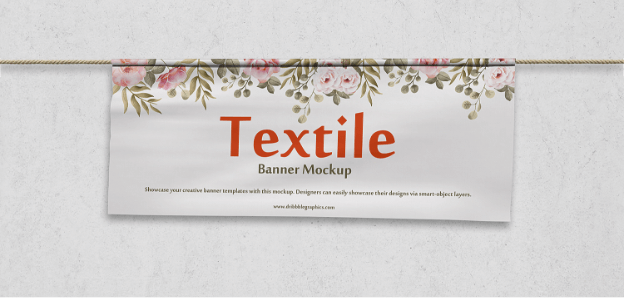 Textile
Banner Mockup
Showcase your creative banner templates with this mockup. Designers can easily showcase their designs via smart-object layers.
www.dribbblegraphics.com